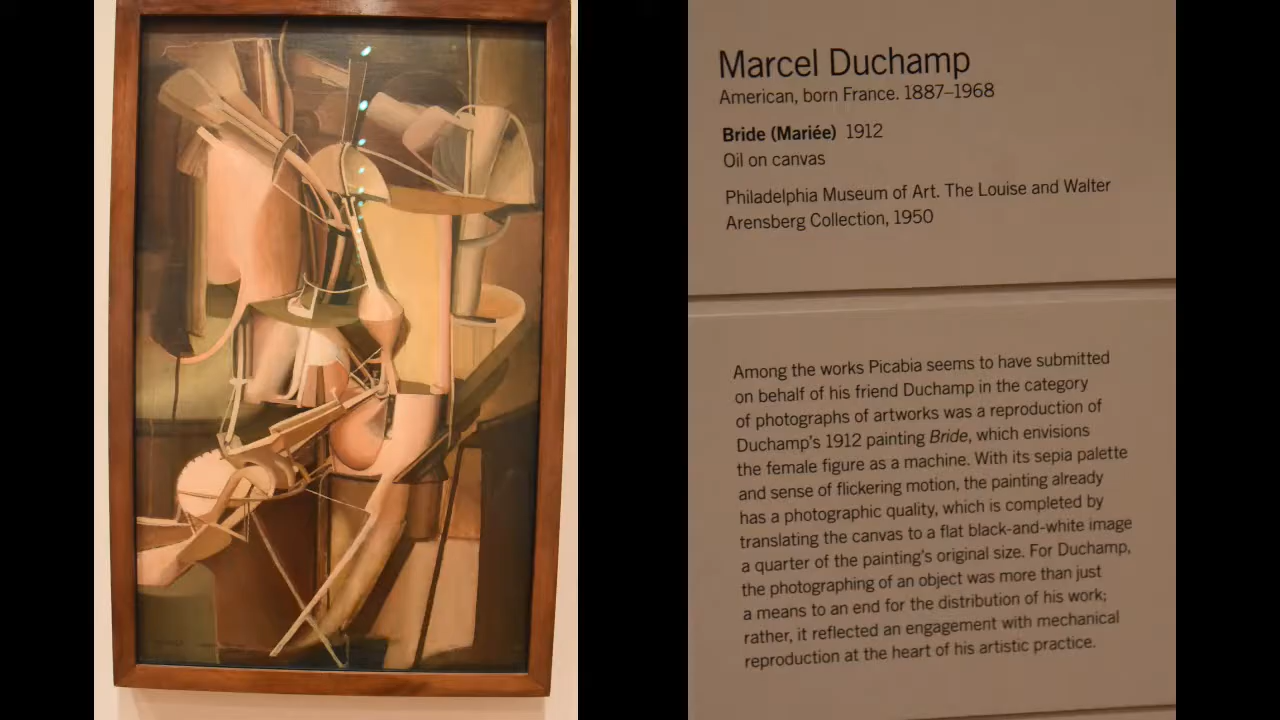 Marcel Duchamp
American, born France. 1887–1968
Bride (Mariée) 1912
Oil on canvas
Philadelphia Museum of Art. The Louise and Walter
Arensberg Collection, 1950
Among the works Picabia seems to have submitted
on behalf of his friend Duchamp in the category
of photographs of artworks was a reproduction of
Duchamp's 1912 painting Bride, which envisions
the female figure as a machine. With its sepia palette
and sense of flickering motion, the painting already
has a photographic quality, which is completed by
translating the canvas to a flat black-and-white image
a quarter of the painting's original size. For Duchamp,
the photographing of an object was more than just
a means to an end for the distribution of his work;
rather, it reflected an engagement with mechanical
reproduction at the heart of his artistic practice.